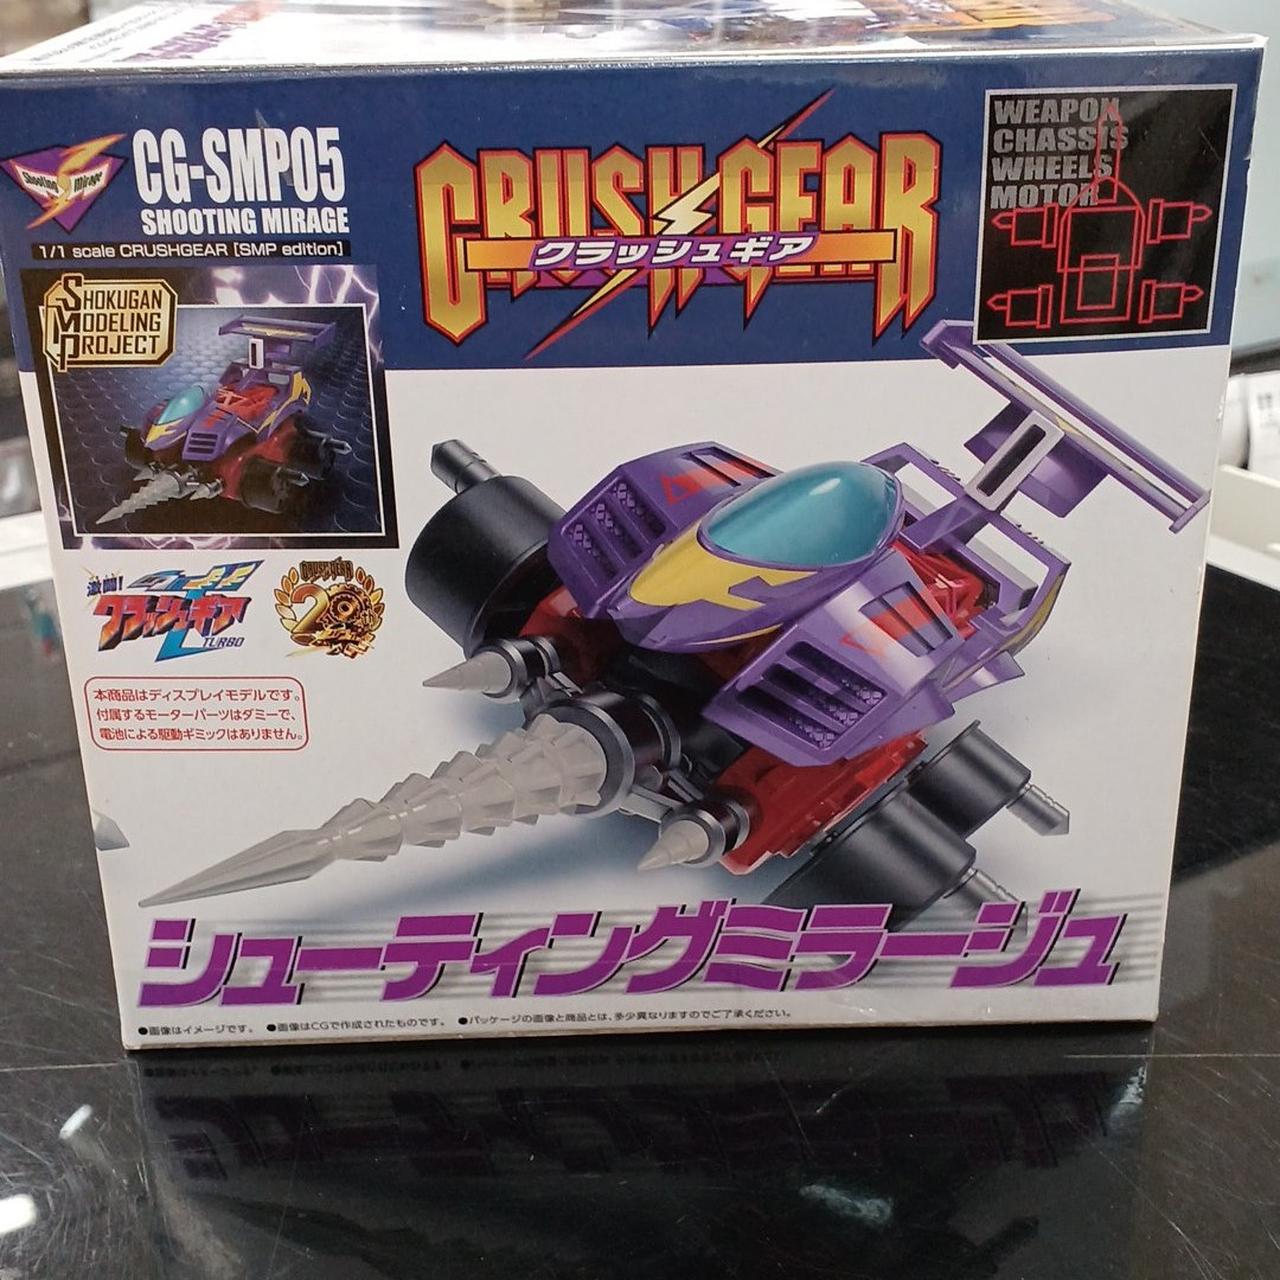 Shooting Mirage
CG-SMP05
SHOOTING MIRAGE
1/1 scale CRUSHGEAR [SMP edition]
SHOKUGAN
MODELING
PROJECT
CRUSH GEAR
クラッシュギア
WEAPON
CHASSIS
WHEELS
MOTOR
激闘!
クラッシュギア
TURBO
CRUSH GEAR
20
本商品はディスプレイモデルです。
付属するモーターパーツはダミーで、
電池による駆動ギミックはありません。
シューティングミラージュ
●画像はイメージです。 ●画像はCGで作成されたものです。 ●パッケージの画像と商品とは、多少異なりますのでご了承ください。